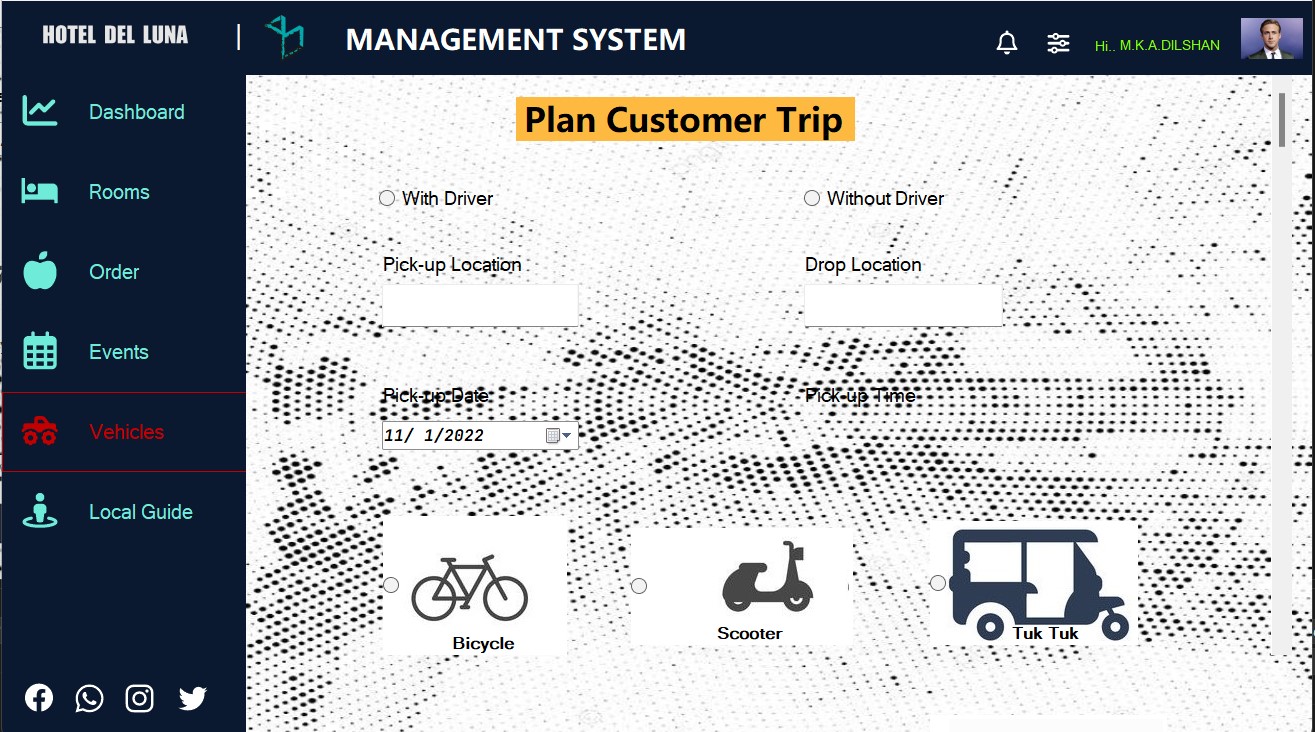 HOTEL DEL LUNA | MANAGEMENT SYSTEM
Hi.. M.K.A.DILSHAN
Dashboard
Rooms
Order
Events
Vehicles
Local Guide
Plan Customer Trip
With Driver
Without Driver
Pick-up Location
Drop Location
Pick-up Date
Pick-up Time
11/ 1/2022
Bicycle
Scooter
Tuk Tuk